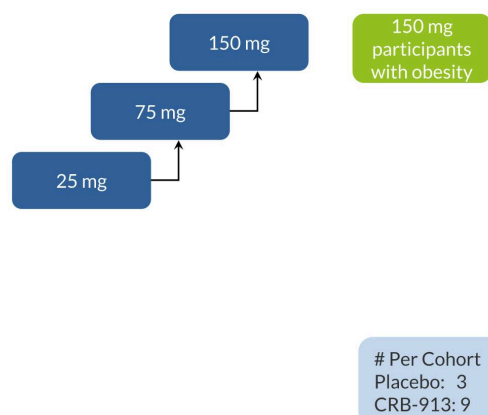 150 mg
150 mg
participants
with obesity
75 mg
25 mg
# Per Cohort
Placebo: 3
CRB-913: 9